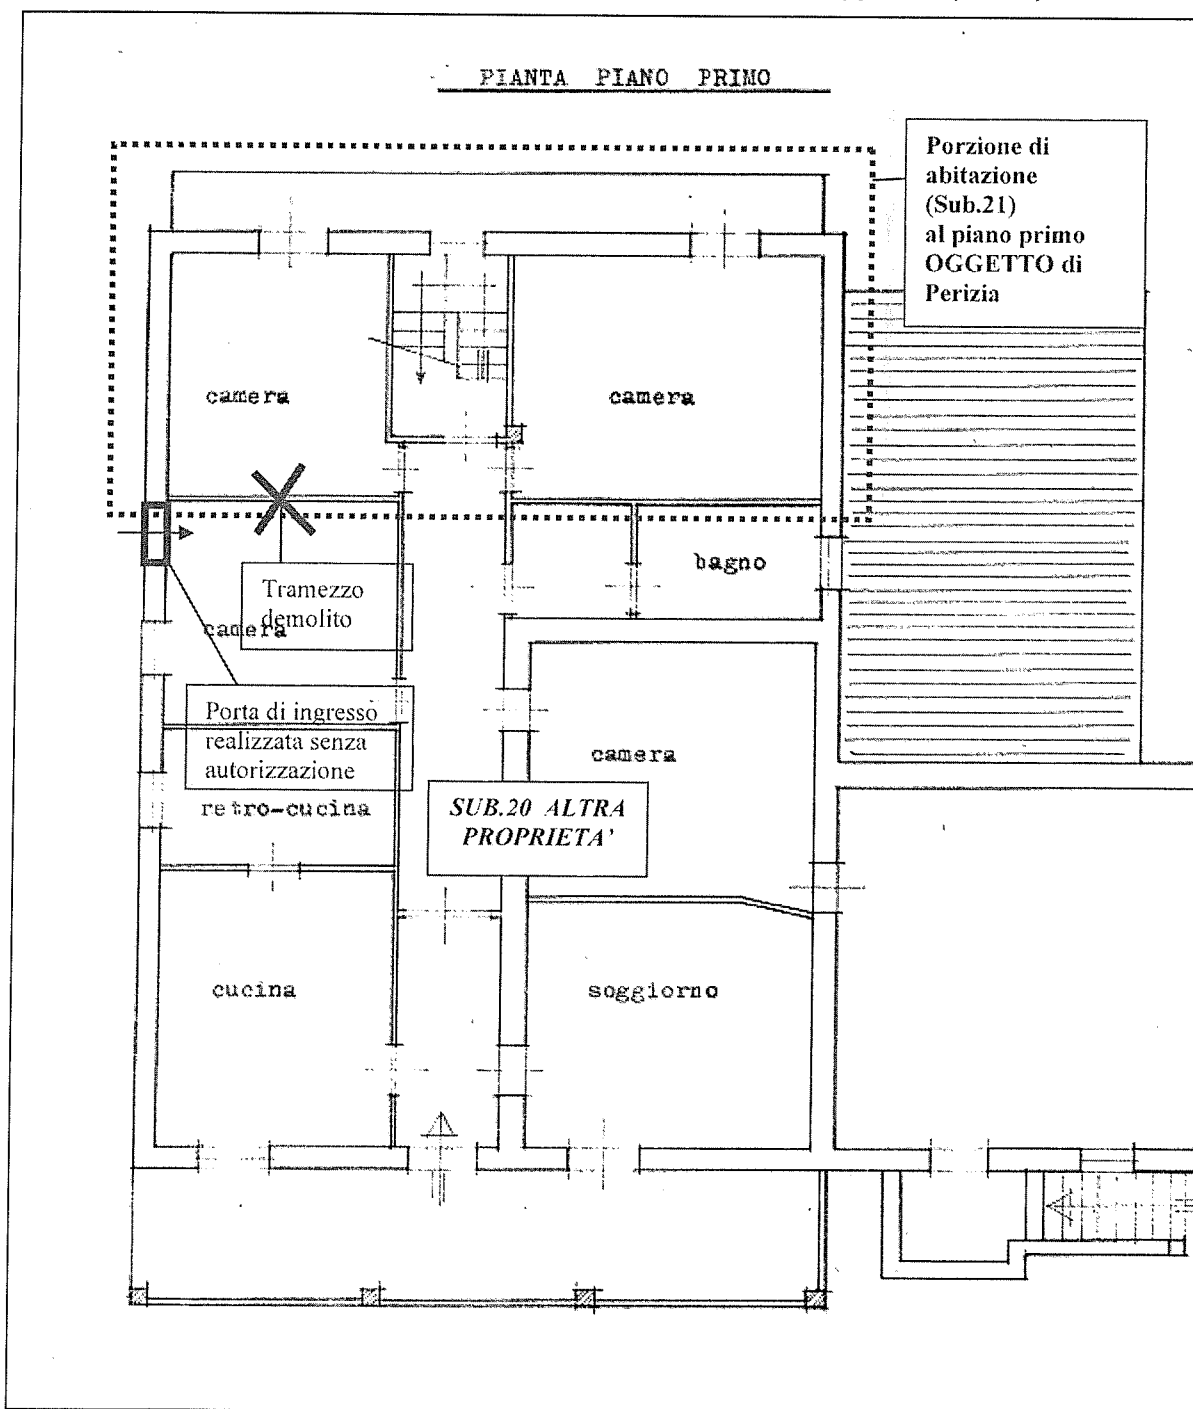 PIANTA PIANO PRIMO
Porzione di
abitazione
(Sub.21)
al piano primo
OGGETTO di
Perizia
camera
camera
bagno
Tramezzo
demolito
camera
Porta di ingresso
realizzata senza
autorizzazione
camera
retro-cucina
SUB.20 ALTRA
PROPRIETA'
cucina
soggiorno